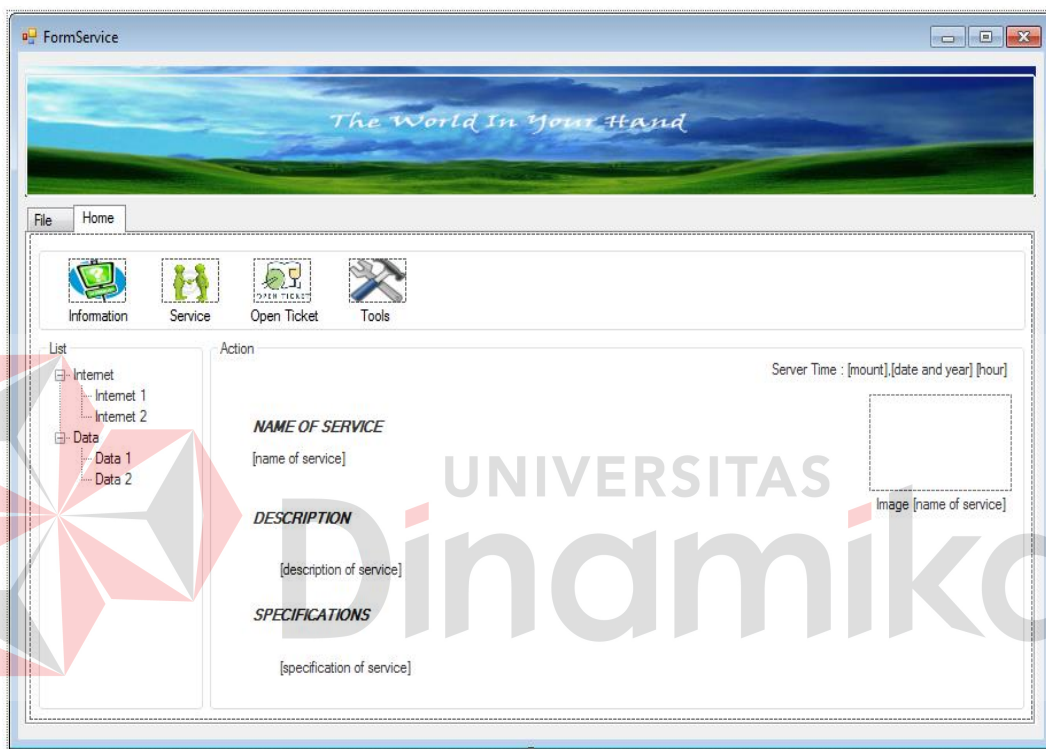 FormService
The World In Your Hand
File Home
OPEN TICKET
Information Service Open Ticket Tools
List
Internet
Internet 1
Internet 2
Data
Data 1
Data 2
Action
Server Time : [mount],[date and year] [hour]
NAME OF SERVICE
[name of service]
Image [name of service]
DESCRIPTION
[description of service]
SPECIFICATIONS
[specification of service]
UNIVERSITAS
Dinamika